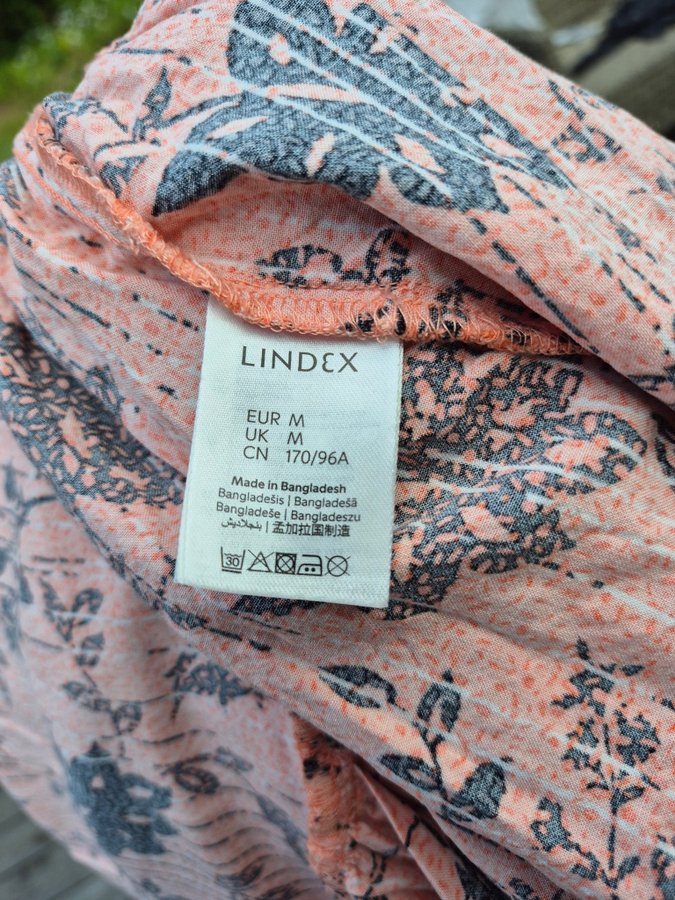 LINDEX
EUR M
UK M
CN 170/96A
Made in Bangladesh
Bangladešis | Bangladešā
Bangladeše | Bangladeszu
بنجلاديش | 孟加拉国制造
30